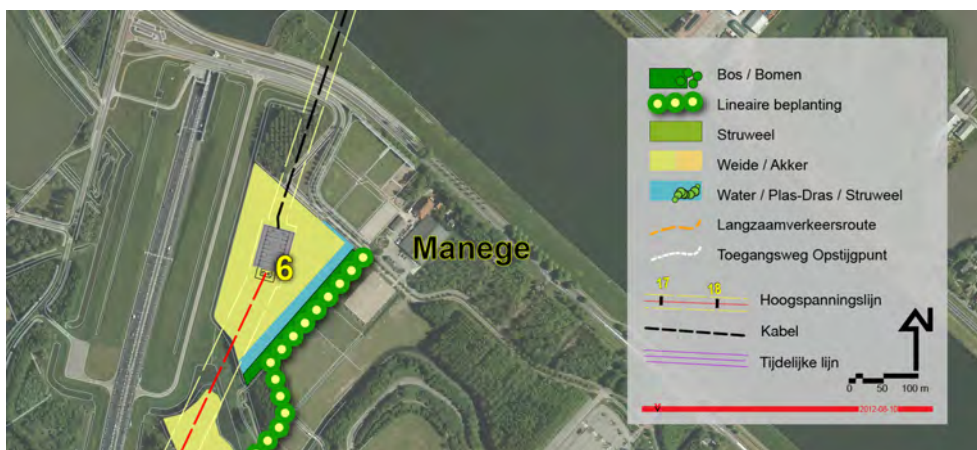 Bos / Bomen
Lineaire beplanting
Struweel
Weide / Akker
Water / Plas-Dras / Struweel
Langzaamverkeersroute
Toegangsweg Opstijgpunt
17 18
Hoogspanningslijn
Kabel
Tijdelijke lijn
0 50 100 m
V 2012-08-10
Manege
6